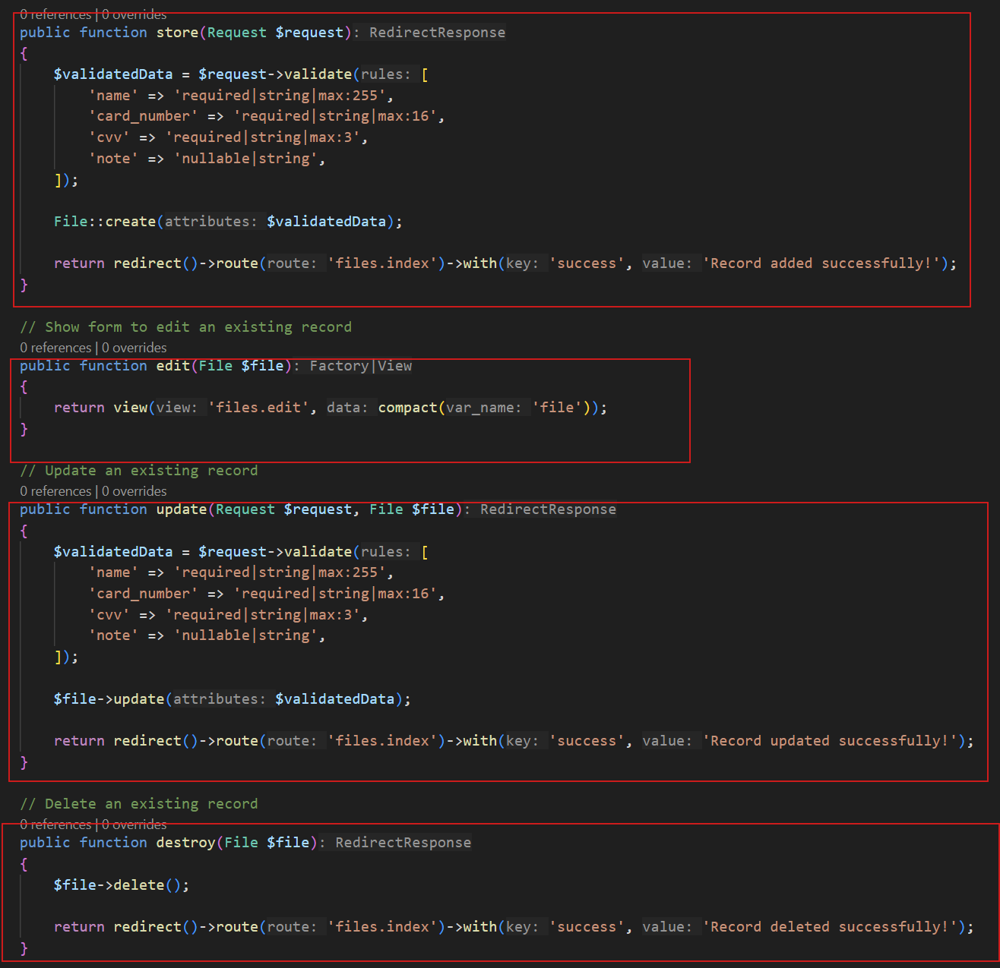 0 references | 0 overrides
public function store(Request $request): RedirectResponse
{
    $validatedData = $request->validate(rules: [
        'name' => 'required|string|max:255',
        'card_number' => 'required|string|max:16',
        'cvv' => 'required|string|max:3',
        'note' => 'nullable|string',
    ]);

    File::create(attributes: $validatedData);

    return redirect()->route(route: 'files.index')->with(key: 'success', value: 'Record added successfully!');
}

// Show form to edit an existing record
0 references | 0 overrides
public function edit(File $file): Factory|View
{
    return view(view: 'files.edit', data: compact(var_name: 'file'));
}

// Update an existing record
0 references | 0 overrides
public function update(Request $request, File $file): RedirectResponse
{
    $validatedData = $request->validate(rules: [
        'name' => 'required|string|max:255',
        'card_number' => 'required|string|max:16',
        'cvv' => 'required|string|max:3',
        'note' => 'nullable|string',
    ]);

    $file->update(attributes: $validatedData);

    return redirect()->route(route: 'files.index')->with(key: 'success', value: 'Record updated successfully!');
}

// Delete an existing record
0 references | 0 overrides
public function destroy(File $file): RedirectResponse
{
    $file->delete();

    return redirect()->route(route: 'files.index')->with(key: 'success', value: 'Record deleted successfully!');
}